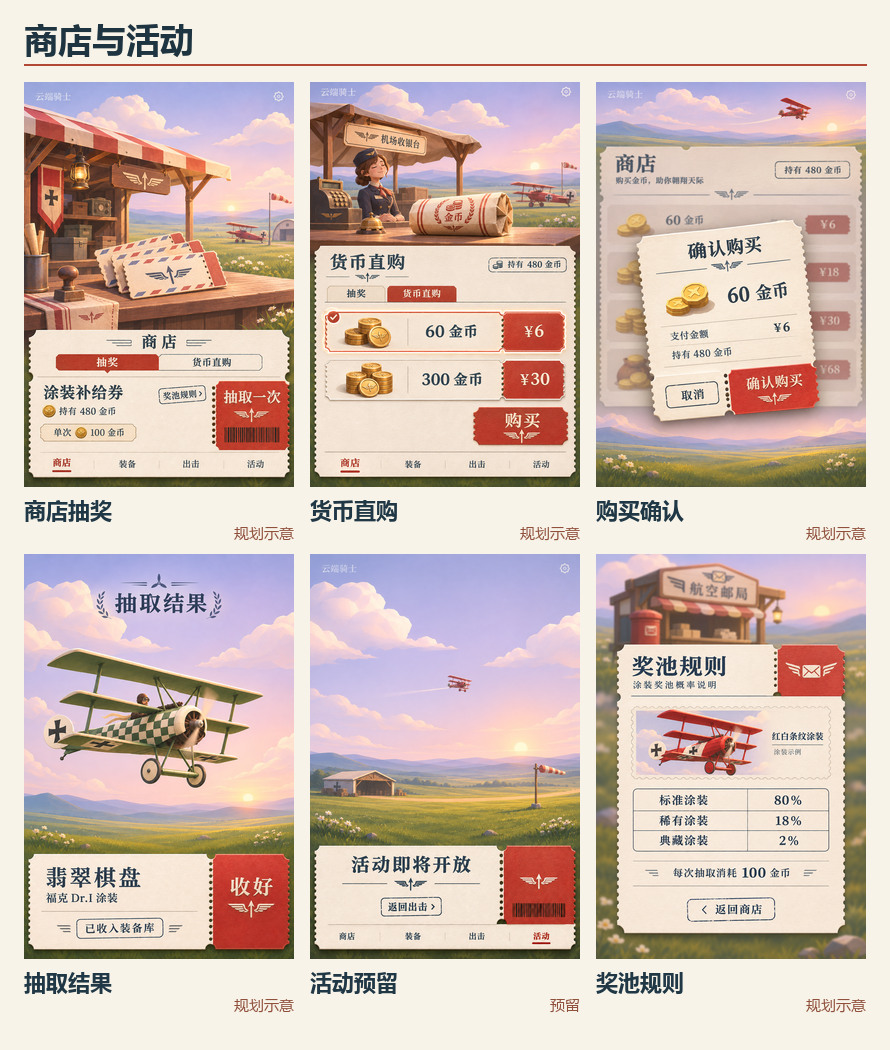 商店与活动
云端骑士
商店
抽奖
货币直购
涂装补给券
奖池规则 ›
持有 480 金币
单次 100 金币
抽取一次
商店
装备
出击
活动
商店抽奖
规划示意
云端骑士
机场收银台
金币
货币直购
持有 480 金币
抽奖
货币直购
60 金币
¥6
300 金币
¥30
购买
商店
装备
出击
活动
货币直购
规划示意
云端骑士
商店
购买金币，助你翱翔天际
持有 480 金币
60 金币
¥6
¥18
¥30
¥68
确认购买
60 金币
支付金额
¥6
持有 480 金币
取消
确认购买
购买确认
规划示意
抽取结果
翡翠棋盘
福克 Dr.I 涂装
已收入装备库
收好
抽取结果
规划示意
云端骑士
活动即将开放
返回出击 ›
商店
装备
出击
活动
活动预留
预留
航空邮局
奖池规则
涂装奖池概率说明
红白条纹涂装
涂装示例
标准涂装 80%
稀有涂装 18%
典藏涂装 2%
每次抽取消耗 100 金币
‹ 返回商店
奖池规则
规划示意